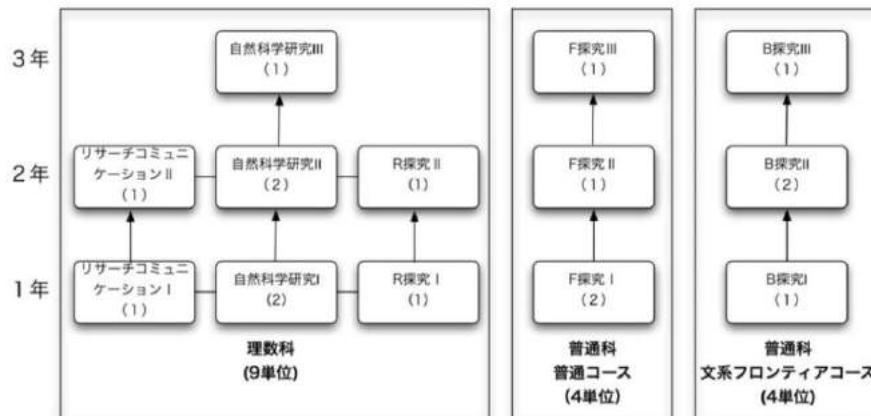 3年
自然科学研究III
(1)
F探究Ⅲ
(1)
B探究III
(1)
2年
リサーチコミュニ
ケーションⅡ
(1)
自然科学研究II
(2)
R探究Ⅱ
(1)
F探究Ⅱ
(1)
B探究II
(2)
1年
リサーチコミュニ
ケーションⅠ
(1)
自然科学研究I
(2)
R探究Ⅰ
(1)
F探究Ⅰ
(2)
B探究I
(1)
理数科
(9単位)
普通科
普通コース
(4単位)
普通科
文系フロンティアコース
(4単位)